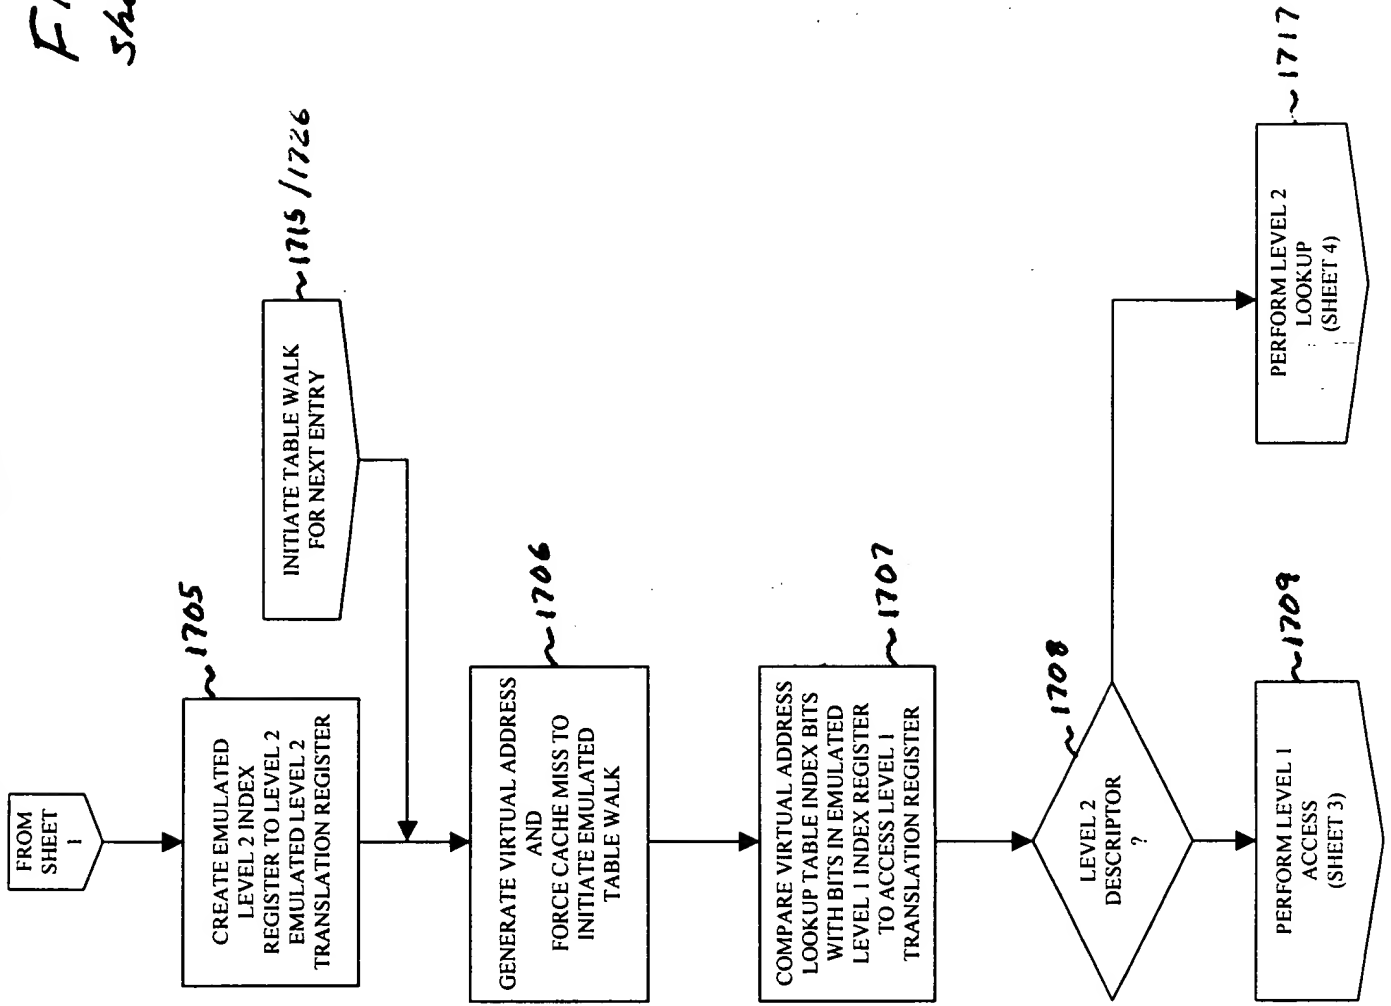 FROM
SHEET
1
CREATE EMULATED
LEVEL 2 INDEX
REGISTER TO LEVEL 2
EMULATED LEVEL 2
TRANSLATION REGISTER
1705
INITIATE TABLE WALK
FOR NEXT ENTRY
1715/1726
GENERATE VIRTUAL ADDRESS
AND
FORCE CACHE MISS TO
INITIATE EMULATED
TABLE WALK
1706
COMPARE VIRTUAL ADDRESS
LOOKUP TABLE INDEX BITS
WITH BITS IN EMULATED
LEVEL 1 INDEX REGISTER
TO ACCESS LEVEL 1
TRANSLATION REGISTER
1707
LEVEL 2
DESCRIPTOR
?
1708
PERFORM LEVEL 1
ACCESS
(SHEET 3)
1709
PERFORM LEVEL 2
LOOKUP
(SHEET 4)
1717